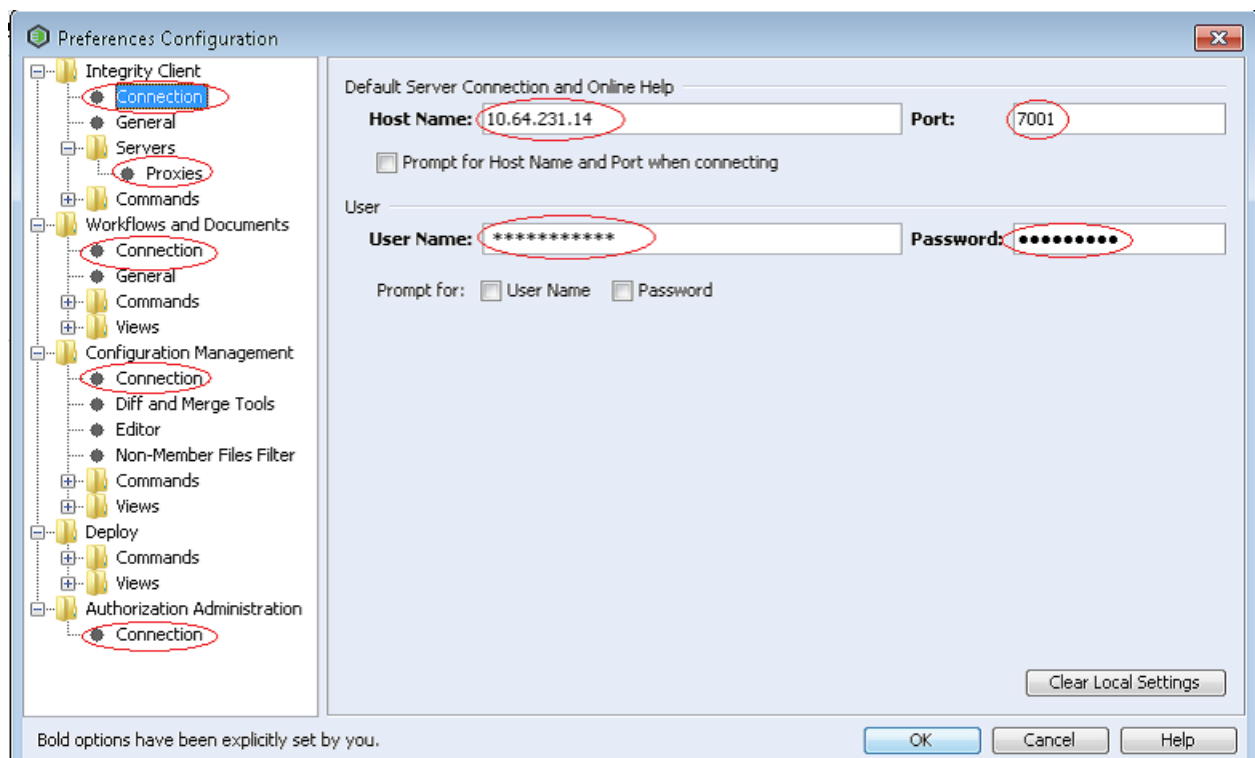 Preferences Configuration
Integrity Client
Connection
General
Servers
Proxies
Commands
Workflows and Documents
Connection
General
Commands
Views
Configuration Management
Connection
Diff and Merge Tools
Editor
Non-Member Files Filter
Commands
Views
Deploy
Commands
Views
Authorization Administration
Connection
Default Server Connection and Online Help
Host Name: 10.64.231.14 Port: 7001
Prompt for Host Name and Port when connecting
User
User Name: *********** Password: ●●●●●●●●●
Prompt for: User Name Password
Clear Local Settings
Bold options have been explicitly set by you. OK Cancel Help